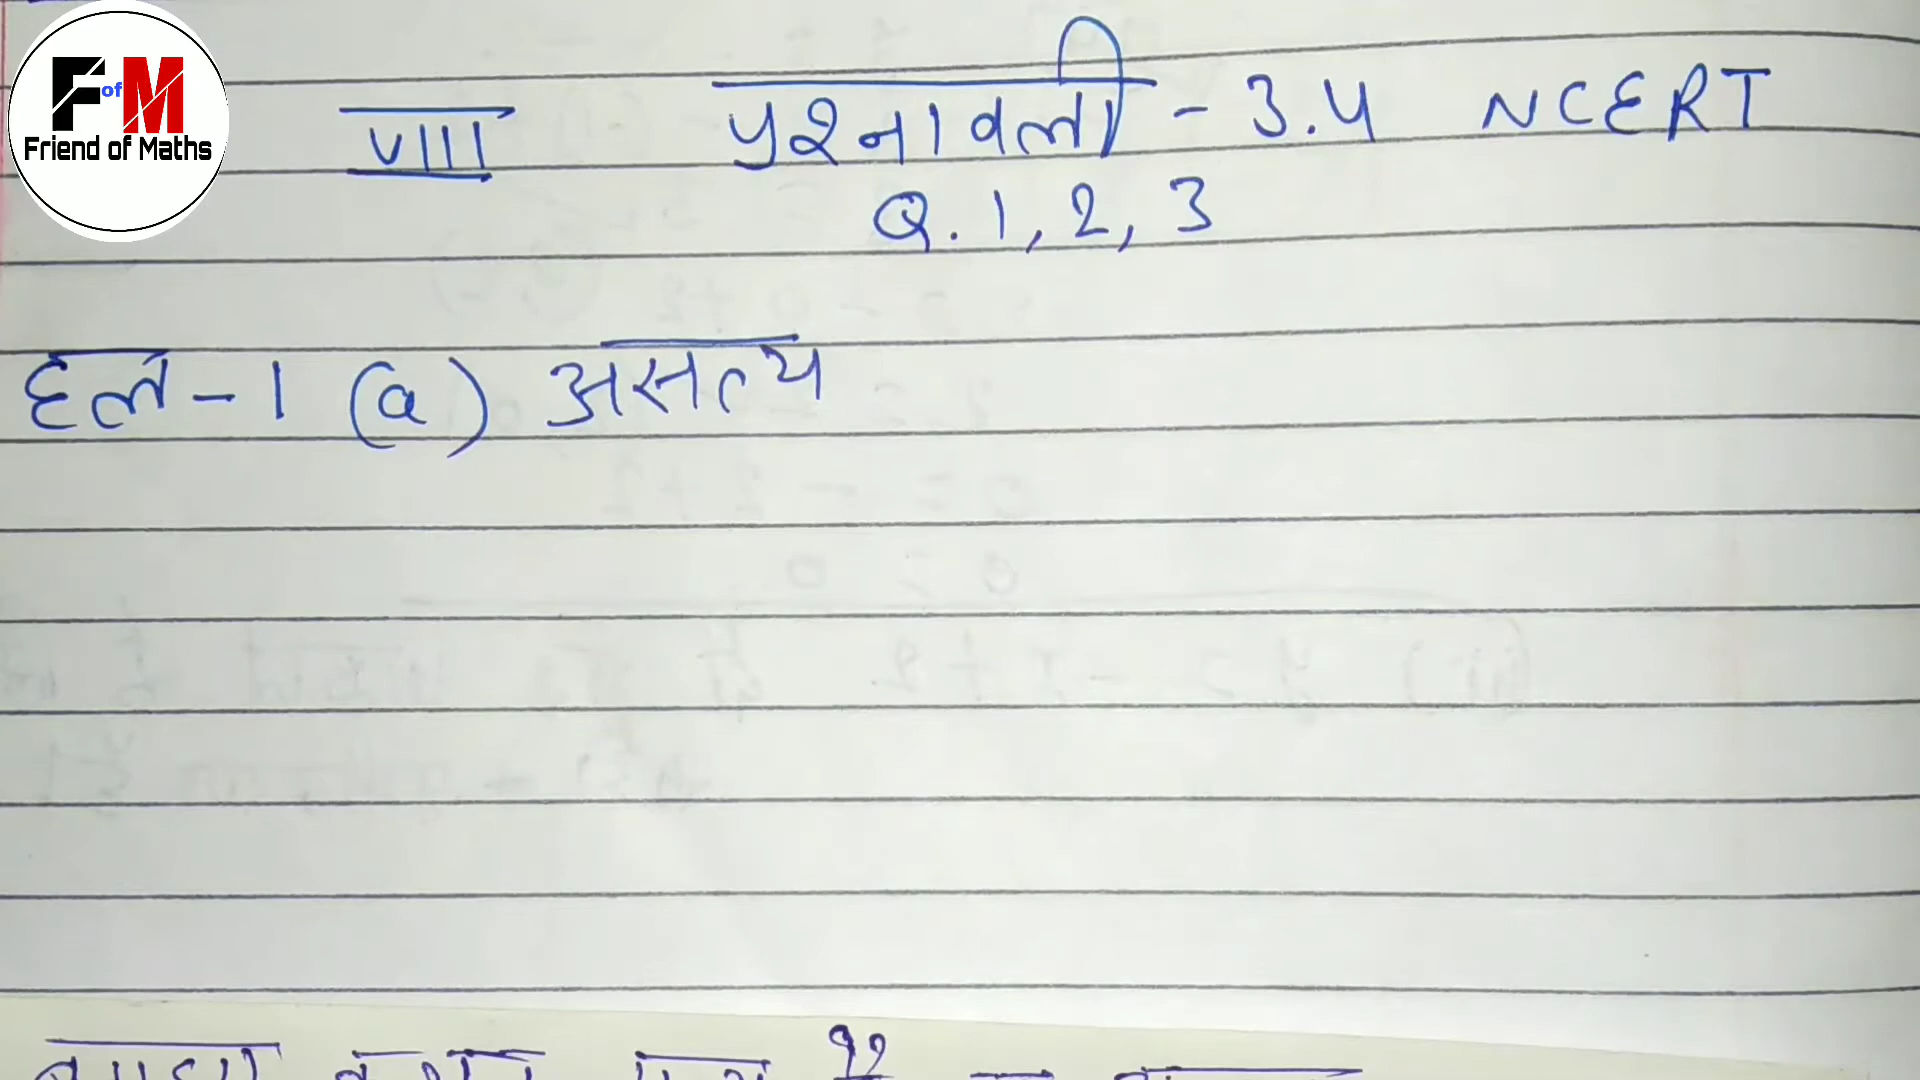 F of M
Friend of Maths
VIII प्रश्नावली - 3.4 NCERT
Q. 1, 2, 3
हल - 1 (a) असत्य